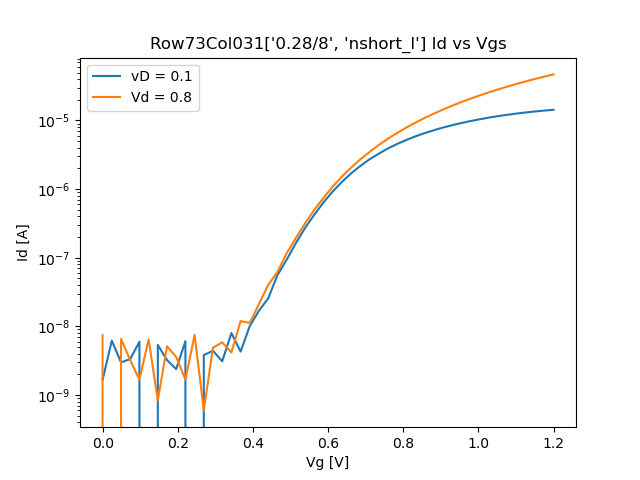 Row73Col031['0.28/8', 'nshort_l'] Id vs Vgs
vD = 0.1
Vd = 0.8
Id [A]
10⁻⁵
10⁻⁶
10⁻⁷
10⁻⁸
10⁻⁹
0.0 0.2 0.4 0.6 0.8 1.0 1.2
Vg [V]